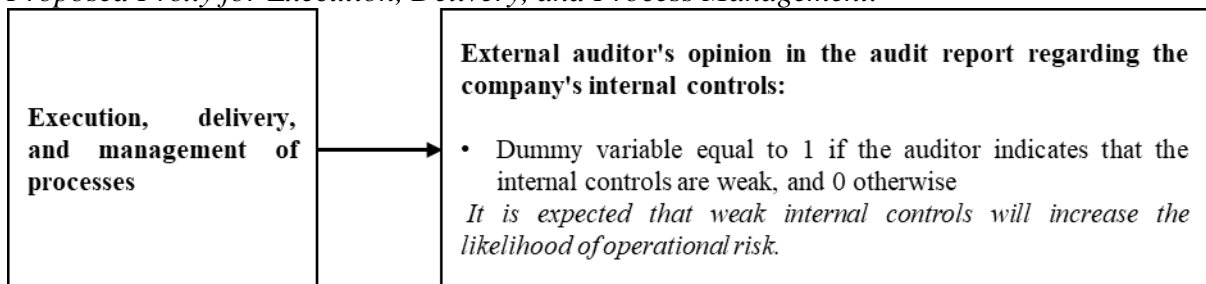 Proposed Proxy for Execution, Delivery, and Process Management.
External auditor's opinion in the audit report regarding the
company's internal controls:
Execution, delivery,
and management of
processes
• Dummy variable equal to 1 if the auditor indicates that the
internal controls are weak, and 0 otherwise
It is expected that weak internal controls will increase the
likelihood of operational risk.